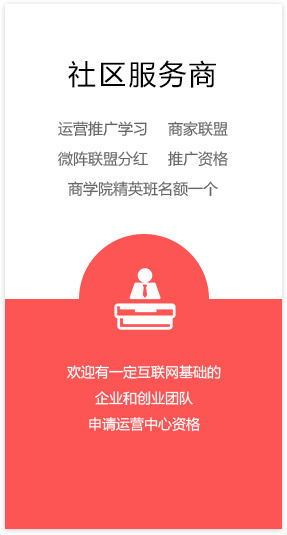 社区服务商
运营推广学习 商家联盟
微阵联盟分红 推广资格
商学院精英班名额一个
欢迎有一定互联网基础的
企业和创业团队
申请运营中心资格